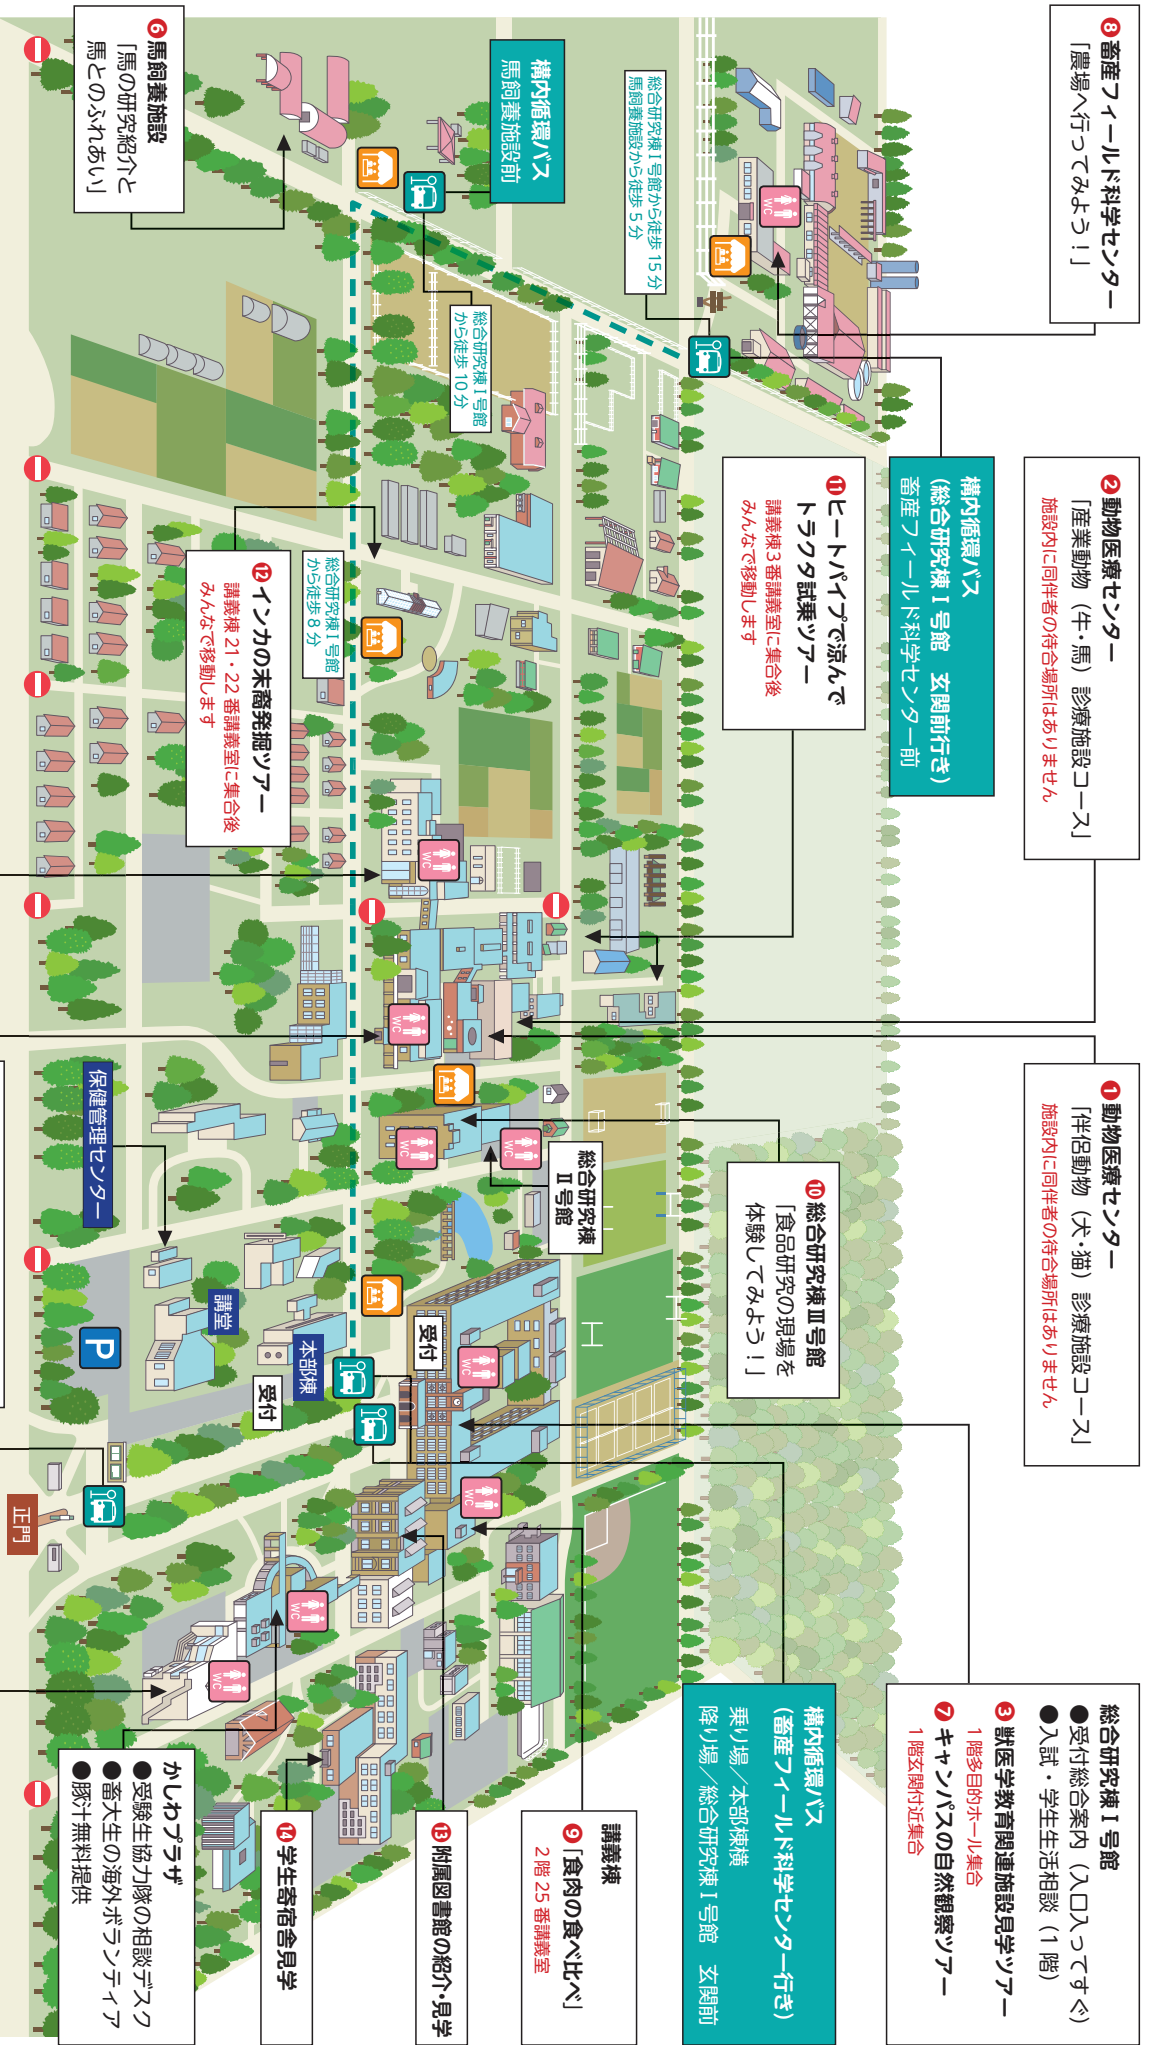 ⑧畜産フィールド科学センター
「農場へ行ってみよう！」
②動物医療センター
「産業動物（牛・馬）診療施設コース」
施設内に同伴者の待合場所はありません
①動物医療センター
「伴侶動物（犬・猫）診療施設コース」
施設内に同伴者の待合場所はありません
総合研究棟Ⅰ号館
●受付総合案内（入口入ってすぐ）
●入試・学生生活相談（1階）
③獣医学教育関連施設見学ツアー
1階多目的ホール集合
⑦キャンパスの自然観察ツアー
1階玄関付近集合
構内循環バス
（総合研究棟Ⅰ号館 玄関前行き）
畜産フィールド科学センター前
⑪ヒートパイプで涼んで
トラクタ試乗ツアー
講義棟3番講義室に集合後
みんなで移動します
⑩総合研究棟Ⅲ号館
「食品研究の現場を
体験してみよう！」
構内循環バス
（畜産フィールド科学センター行き）
乗り場／本部棟横
降り場／総合研究棟Ⅰ号館 玄関前
総合研究棟Ⅰ号館から徒歩15分
馬飼養施設から徒歩5分
構内循環バス
馬飼養施設前
総合研究棟
Ⅱ号館
講義棟
⑨「食肉の食べ比べ」
2階25番講義室
総合研究棟Ⅰ号館
から徒歩10分
受付
⑬附属図書館の紹介・見学
⑥馬飼養施設
「馬の研究紹介と
馬とのふれあい」
総合研究棟Ⅰ号館
から徒歩8分
⑫インカの末裔発掘ツアー
講義棟21・22番講義室に集合後
みんなで移動します
本部棟
受付
講堂
⑭学生寄宿舎見学
保健管理センター
P
かしわプラザ
●受験生協力隊の相談デスク
●畜大生の海外ボランティア
●豚汁無料提供
正門
WC
WC
WC
WC
WC
WC
WC
WC
WC